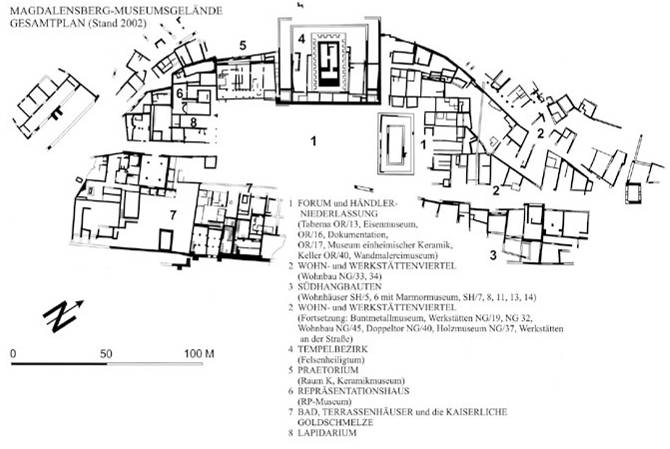 MAGDALENSBERG-MUSEUMSGELÄNDE
GESAMTPLAN (Stand 2002)
5
4
6
8
1
1
2
2
7
7
3
N
0 50 100 M
1 FORUM und HÄNDLER-
NIEDERLASSUNG
(Taberna OR/13, Eisenmuseum,
OR/16, Dokumentation,
OR/17, Museum einheimischer Keramik,
Keller OR/40, Wandmalereimuseum)
2 WOHN- und WERKSTÄTTENVIERTEL
(Wohnbau NG/33, 34)
3 SÜDHANGBAUTEN
(Wohnhäuser SH/5, 6 mit Marmormuseum, SH/7, 8, 11, 13, 14)
2 WOHN- und WERKSTÄTTENVIERTEL
(Fortsetzung: Buntmetallmuseum, Werkstätten NG/19, NG 32,
Wohnbau NG/45, Doppeltor NG/40, Holzmuseum NG/37, Werkstätten
an der Straße)
4 TEMPELBEZIRK
(Felsenheiligtum)
5 PRAETORIUM
(Raum K, Keramikmuseum)
6 REPRÄSENTATIONSHAUS
(RP-Museum)
7 BAD, TERRASSENHÄUSER und die KAISERLICHE
GOLDSCHMELZE
8 LAPIDARIUM